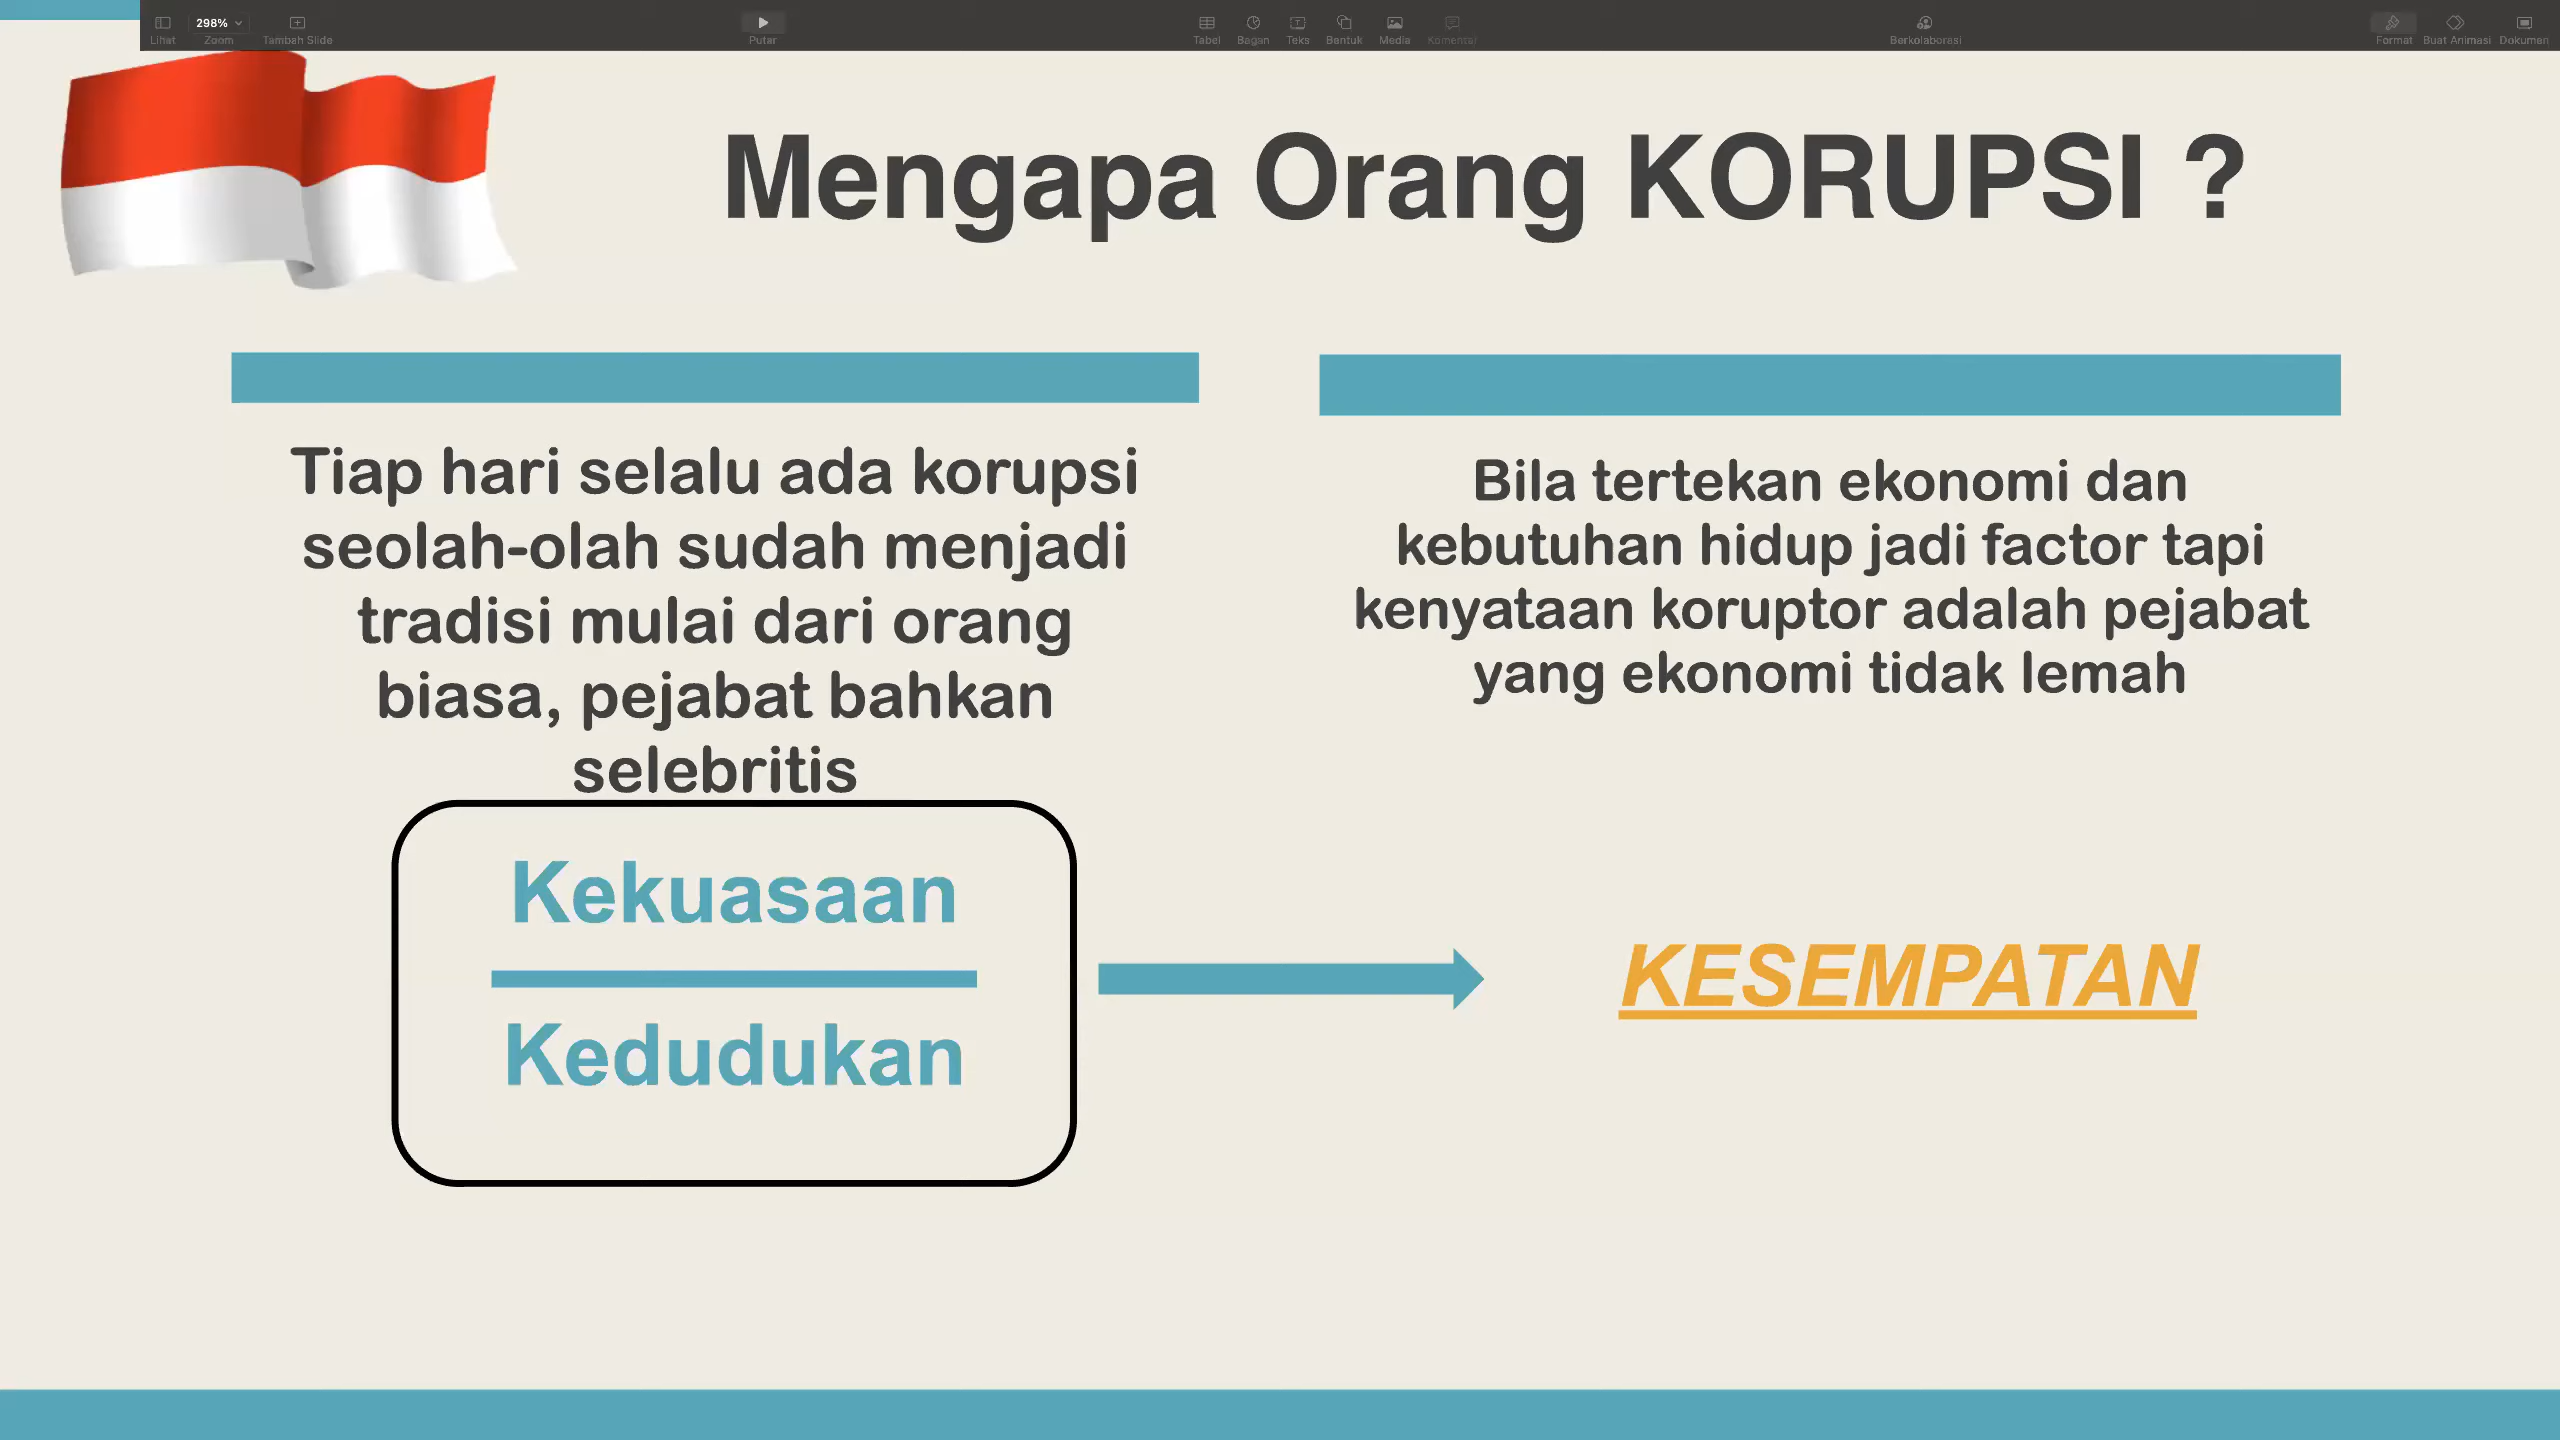 298%
Lihat
Zoom
Tambah Slide
Putar
Tabel
Bagan
Teks
Bentuk
Media
Komentar
Berkolaborasi
Format
Buat Animasi
Dokumen
Mengapa Orang KORUPSI ?
Tiap hari selalu ada korupsi
seolah-olah sudah menjadi
tradisi mulai dari orang
biasa, pejabat bahkan
selebritis
Bila tertekan ekonomi dan
kebutuhan hidup jadi factor tapi
kenyataan koruptor adalah pejabat
yang ekonomi tidak lemah
Kekuasaan
Kedudukan
KESEMPATAN